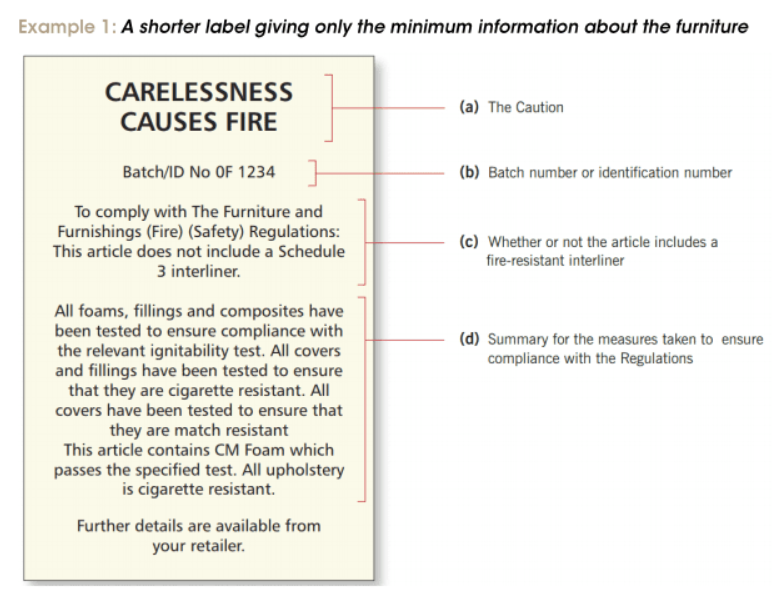 Example 1: A shorter label giving only the minimum information about the furniture
CARELESSNESS
CAUSES FIRE
(a) The Caution
Batch/ID No 0F 1234
(b) Batch number or identification number
To comply with The Furniture and
Furnishings (Fire) (Safety) Regulations:
This article does not include a Schedule
3 interliner.
(c) Whether or not the article includes a
fire-resistant interliner
All foams, fillings and composites have
been tested to ensure compliance with
the relevant ignitability test. All covers
and fillings have been tested to ensure
that they are cigarette resistant. All
covers have been tested to ensure that
they are match resistant
This article contains CM Foam which
passes the specified test. All upholstery
is cigarette resistant.
(d) Summary for the measures taken to ensure
compliance with the Regulations
Further details are available from
your retailer.